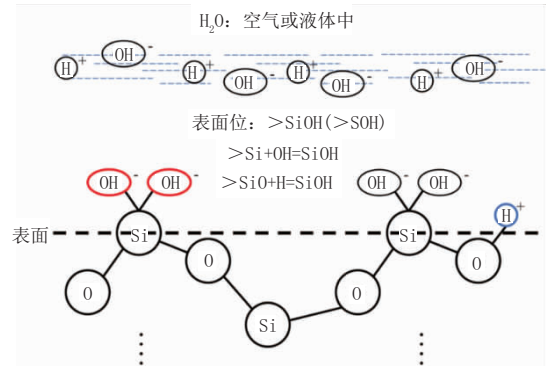 H₂O: 空气或液体中
H⁺ OH⁻ H⁺ OH⁻ H⁺ OH⁻ H⁺ OH⁻
表面位: >SiOH(>SOH)
>Si+OH=SiOH
OH⁻ OH⁻ >SiO+H=SiOH OH⁻ OH⁻
H⁺
表面 Si Si
O O
O O
Si